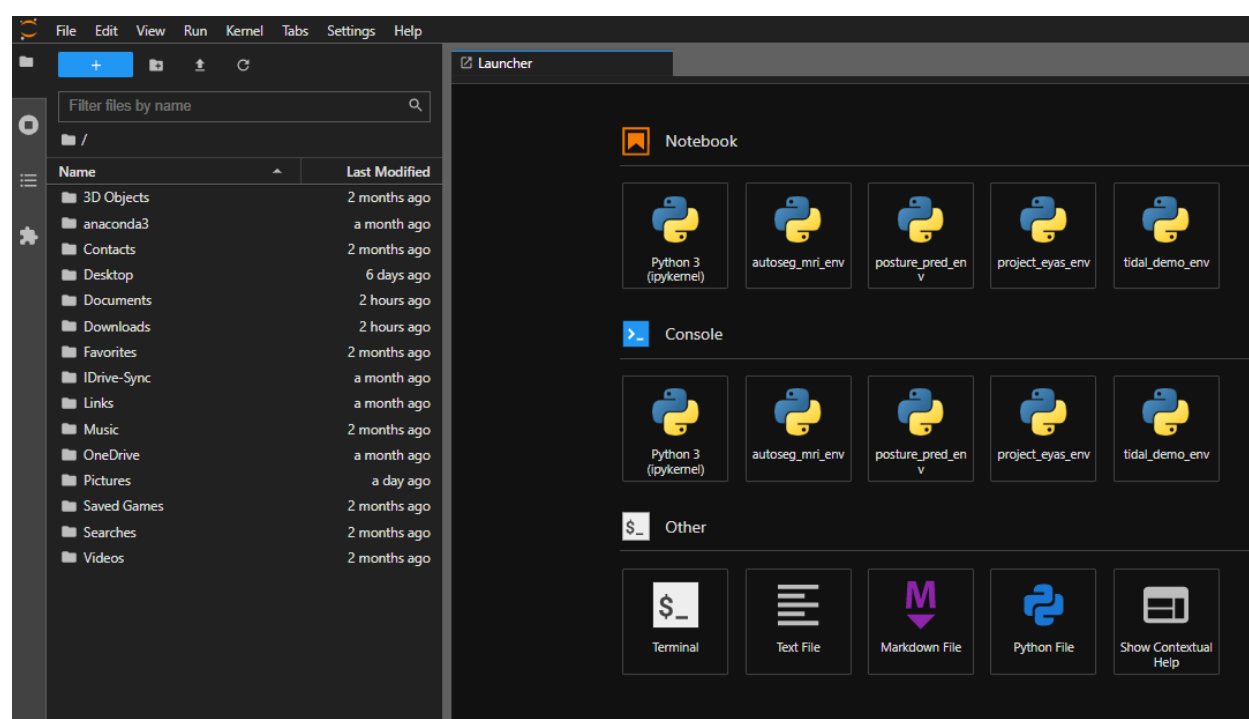 File Edit View Run Kernel Tabs Settings Help
+
Filter files by name
/
Name Last Modified
3D Objects 2 months ago
anaconda3 a month ago
Contacts 2 months ago
Desktop 6 days ago
Documents 2 hours ago
Downloads 2 hours ago
Favorites 2 months ago
IDrive-Sync a month ago
Links a month ago
Music 2 months ago
OneDrive a month ago
Pictures a day ago
Saved Games 2 months ago
Searches 2 months ago
Videos 2 months ago
Launcher
Notebook
Python 3
(ipykernel)
autoseg_mri_env
posture_pred_en
v
project_eyas_env
tidal_demo_env
>_ Console
Python 3
(ipykernel)
autoseg_mri_env
posture_pred_en
v
project_eyas_env
tidal_demo_env
$_ Other
$_
Terminal
Text File
M
Markdown File
Python File
Show Contextual
Help